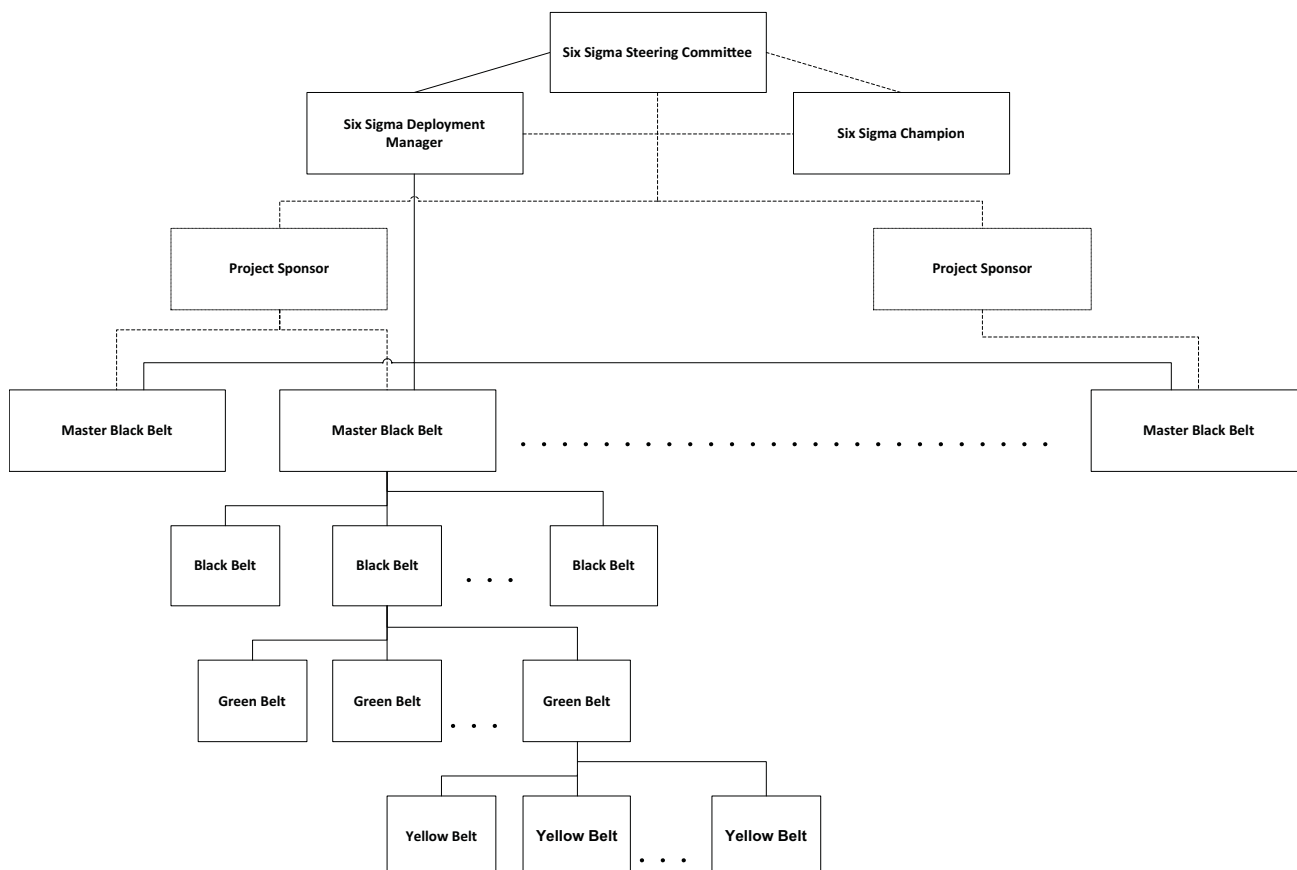 Six Sigma Steering Committee
Six Sigma Deployment
Manager
Six Sigma Champion
Project Sponsor
Project Sponsor
Master Black Belt
Master Black Belt
Master Black Belt
Black Belt
Black Belt
Black Belt
Green Belt
Green Belt
Green Belt
Yellow Belt
Yellow Belt
Yellow Belt